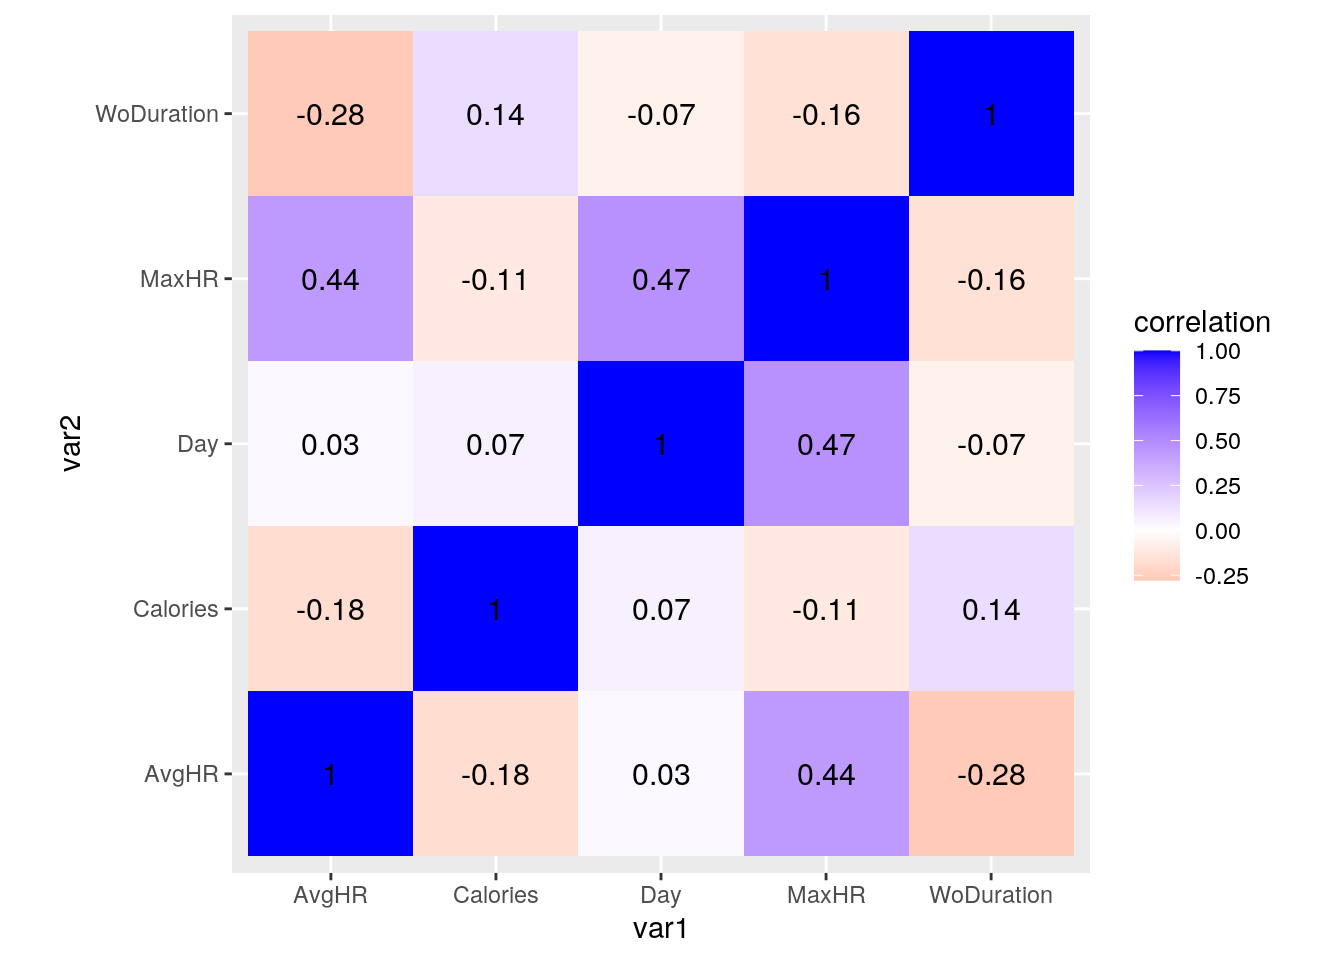 WoDuration -0.28 0.14 -0.07 -0.16 1
MaxHR 0.44 -0.11 0.47 1 -0.16
Day 0.03 0.07 1 0.47 -0.07
Calories -0.18 1 0.07 -0.11 0.14
AvgHR 1 -0.18 0.03 0.44 -0.28
AvgHR Calories Day MaxHR WoDuration
var1
var2
correlation
1.00
0.75
0.50
0.25
0.00
-0.25